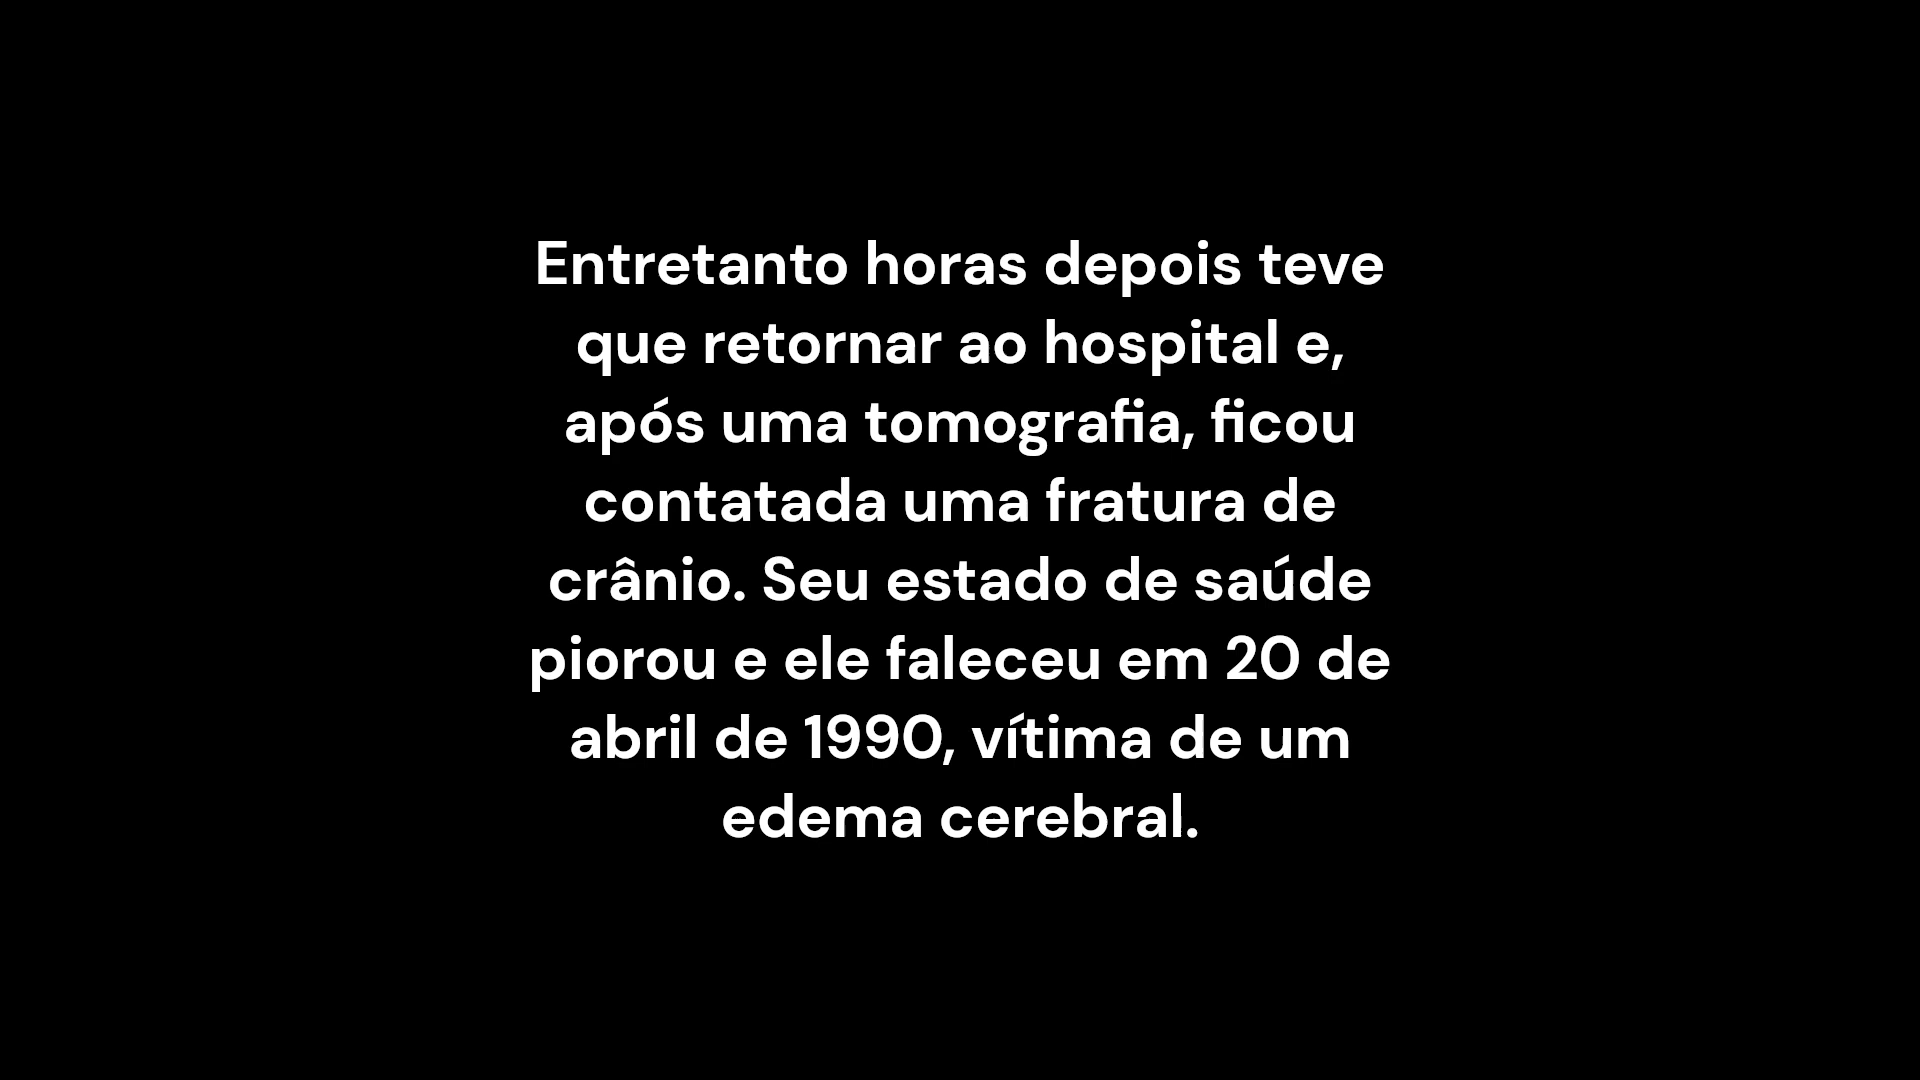 Entretanto horas depois teve
que retornar ao hospital e,
após uma tomografia, ficou
contatada uma fratura de
crânio. Seu estado de saúde
piorou e ele faleceu em 20 de
abril de 1990, vítima de um
edema cerebral.